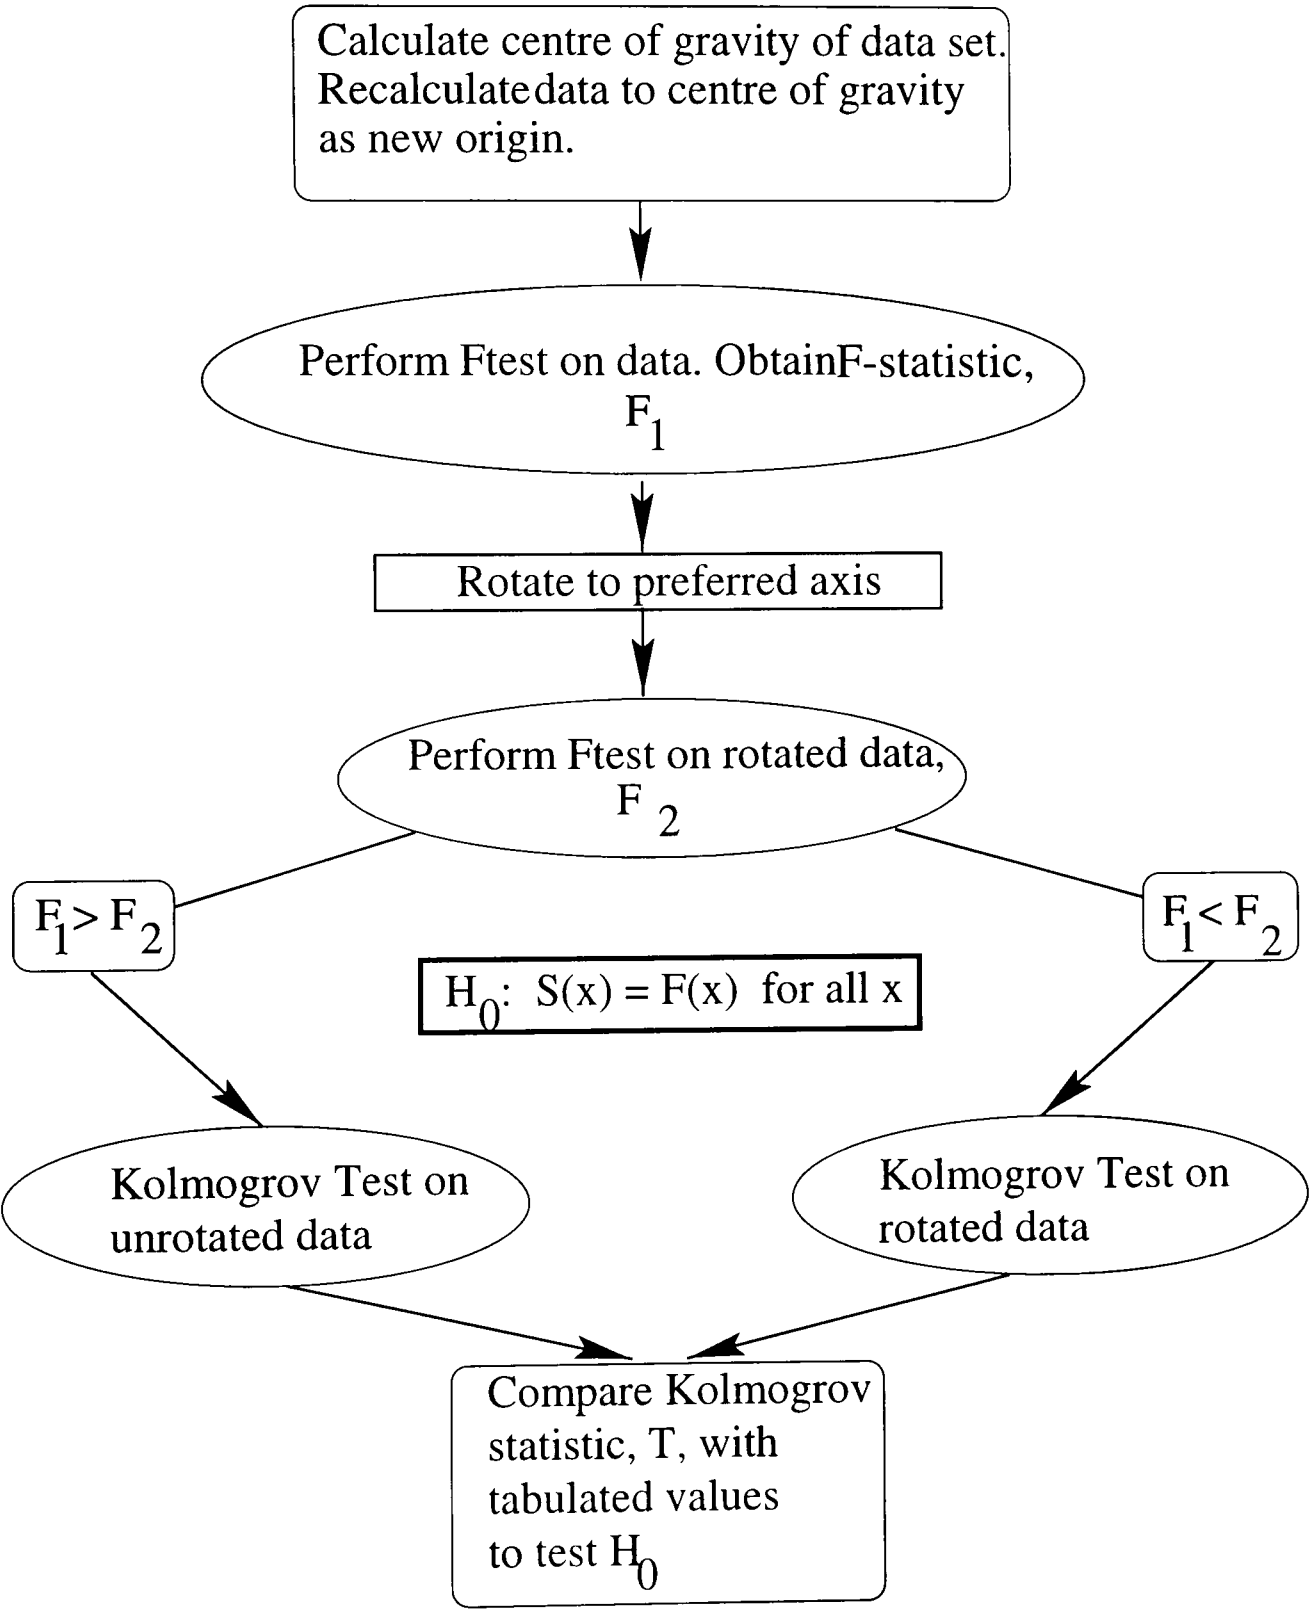 Calculate centre of gravity of data set.
Recalculate data to centre of gravity
as new origin.
Perform Ftest on data. ObtainF-statistic,
F1
Rotate to preferred axis
Perform Ftest on rotated data,
F 2
F1> F2
F1< F2
H0: S(x) = F(x) for all x
Kolmogrov Test on
unrotated data
Kolmogrov Test on
rotated data
Compare Kolmogrov
statistic, T, with
tabulated values
to test H0